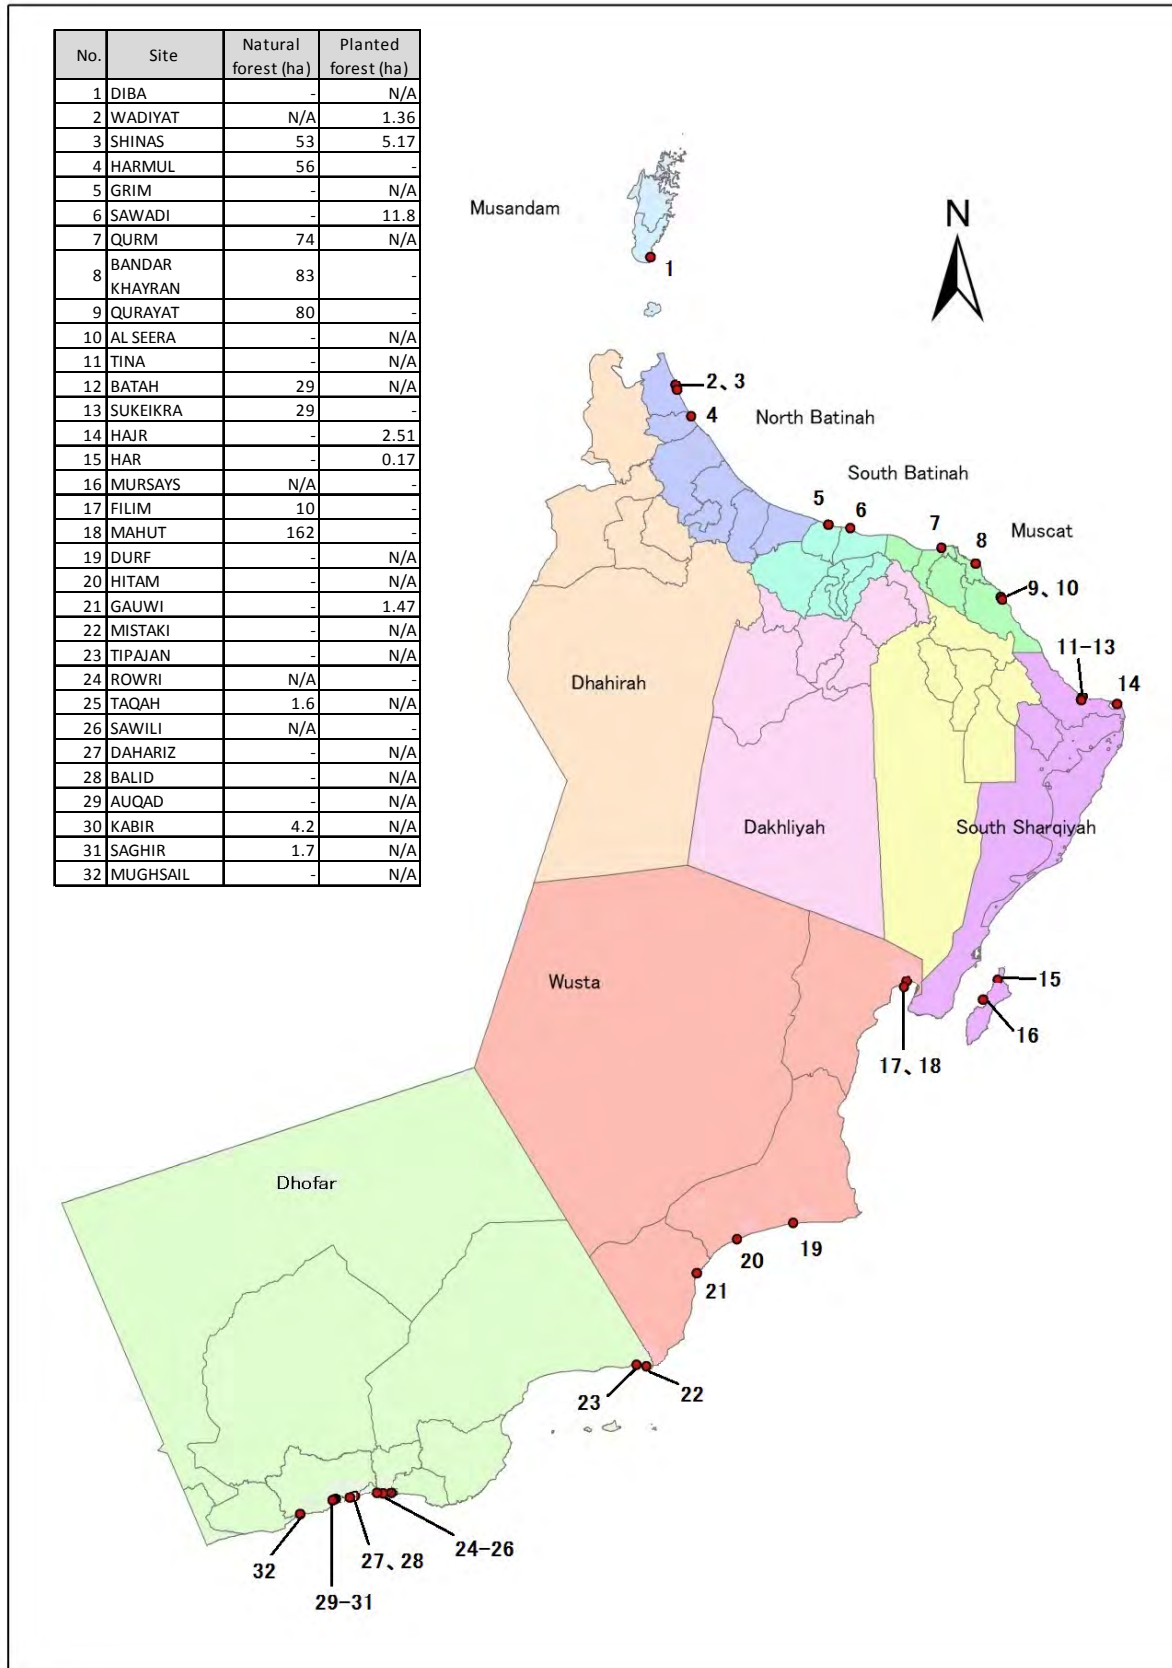 No. Site Natural forest (ha) Planted forest (ha)
1 DIBA - N/A
2 WADIYAT N/A 1.36
3 SHINAS 53 5.17
4 HARMUL 56 -
5 GRIM - N/A
6 SAWADI - 11.8
7 QURM 74 N/A
8 BANDAR KHAYRAN 83 -
9 QURAYAT 80 -
10 AL SEERA - N/A
11 TINA - N/A
12 BATAH 29 N/A
13 SUKEIKRA 29 -
14 HAJR - 2.51
15 HAR - 0.17
16 MURSAYS N/A -
17 FILIM 10 -
18 MAHUT 162 -
19 DURF - N/A
20 HITAM - N/A
21 GAUWI - 1.47
22 MISTAKI - N/A
23 TIPAJAN - N/A
24 ROWRI N/A -
25 TAQAH 1.6 N/A
26 SAWILI N/A -
27 DAHARIZ - N/A
28 BALID - N/A
29 AUQAD - N/A
30 KABIR 4.2 N/A
31 SAGHIR 1.7 N/A
32 MUGHSAIL - N/A
N
Musandam
1
2、3
4
North Batinah
South Batinah
5
6
7
8
Muscat
9、10
11-13
14
Dhahirah
Dakhliyah
South Sharqiyah
Wusta
15
16
17、18
Dhofar
19
20
21
22
23
24-26
27、28
29-31
32